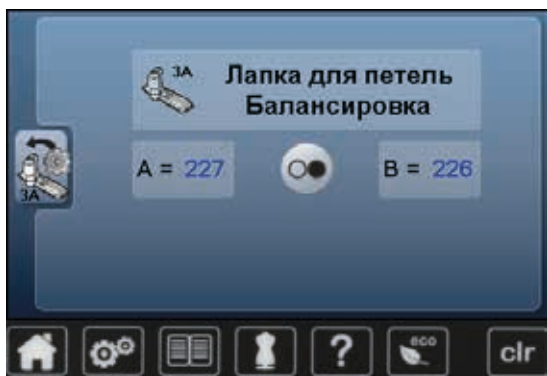 3A
Лапка для петель
Балансировка
A = 227
B = 226
3A
?
eco
clr